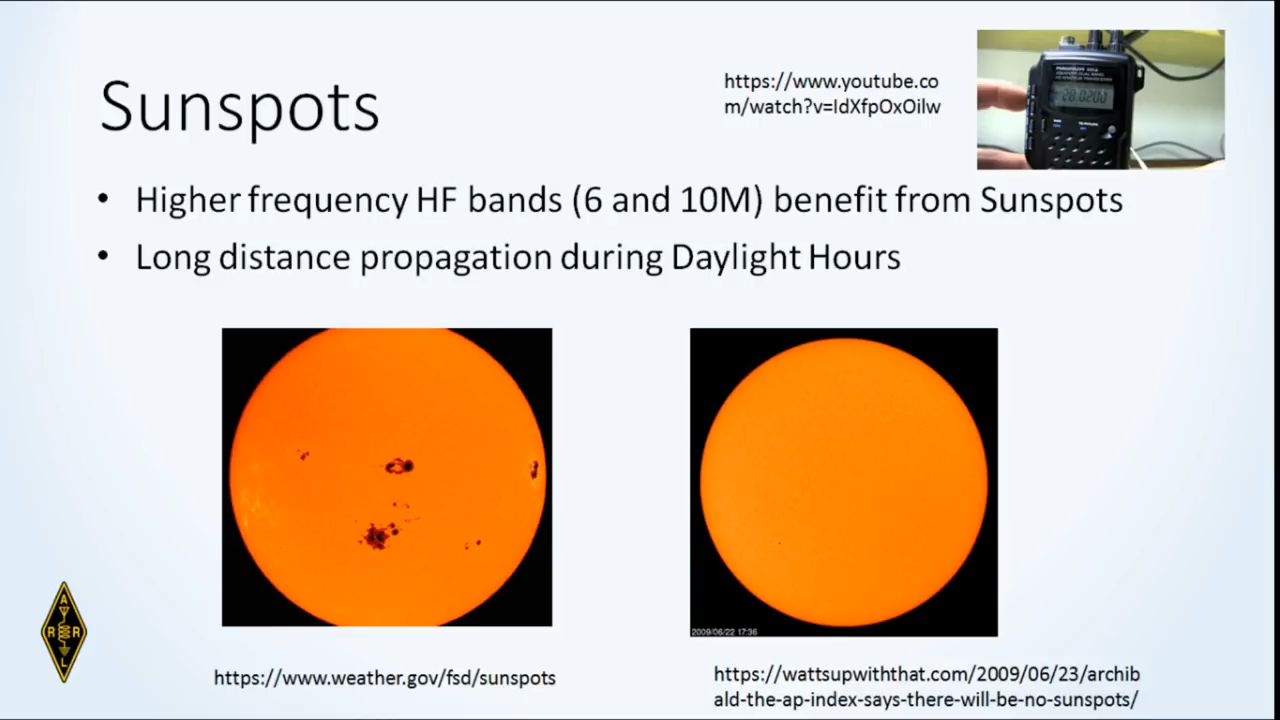 Sunspots
https://www.youtube.co
m/watch?v=IdXfpOxOilw
28.0200
• Higher frequency HF bands (6 and 10M) benefit from Sunspots
• Long distance propagation during Daylight Hours
2009/06/22 17:36
A
R R
L
https://www.weather.gov/fsd/sunspots
https://wattsupwiththat.com/2009/06/23/archib
ald-the-ap-index-says-there-will-be-no-sunspots/